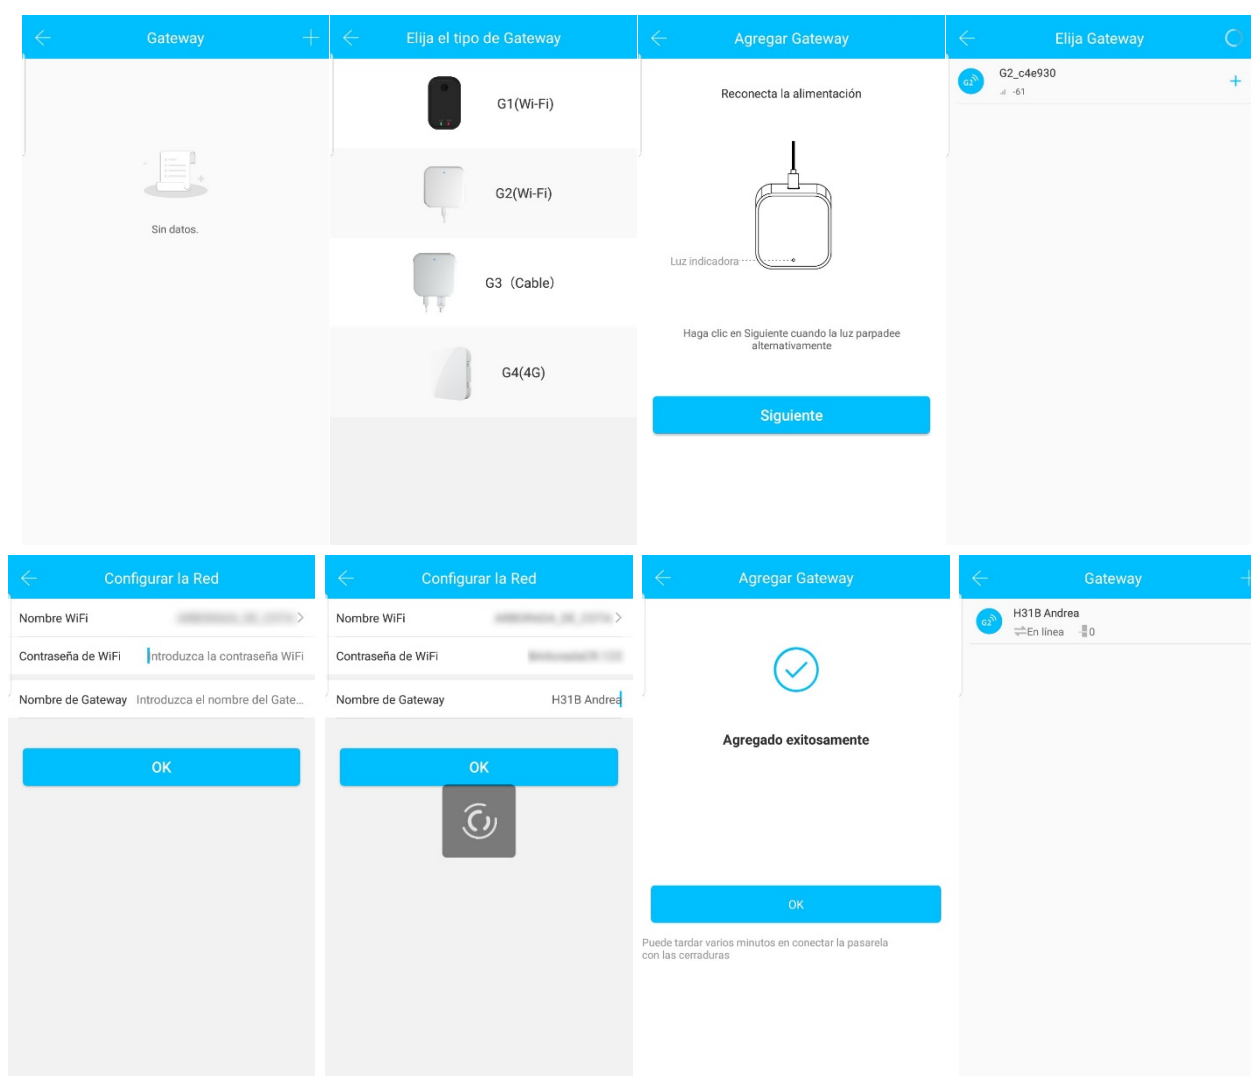 Gateway
Sin datos.
Elija el tipo de Gateway
G1(Wi-Fi)
G2(Wi-Fi)
G3 (Cable)
G4(4G)
Agregar Gateway
Reconecta la alimentación
Luz indicadora
Haga clic en Siguiente cuando la luz parpadee
alternativamente
Siguiente
Elija Gateway
G2
G2_c4e930
-61
Configurar la Red
Nombre WiFi
Contraseña de WiFi ntroduzca la contraseña WiFi
Nombre de Gateway Introduzca el nombre del Gate...
OK
Configurar la Red
Nombre WiFi
Contraseña de WiFi
Nombre de Gateway H31B Andrea
OK
Agregar Gateway
Agregado exitosamente
OK
Puede tardar varios minutos en conectar la pasarela
con las cerraduras
Gateway
G2
H31B Andrea
En línea 0